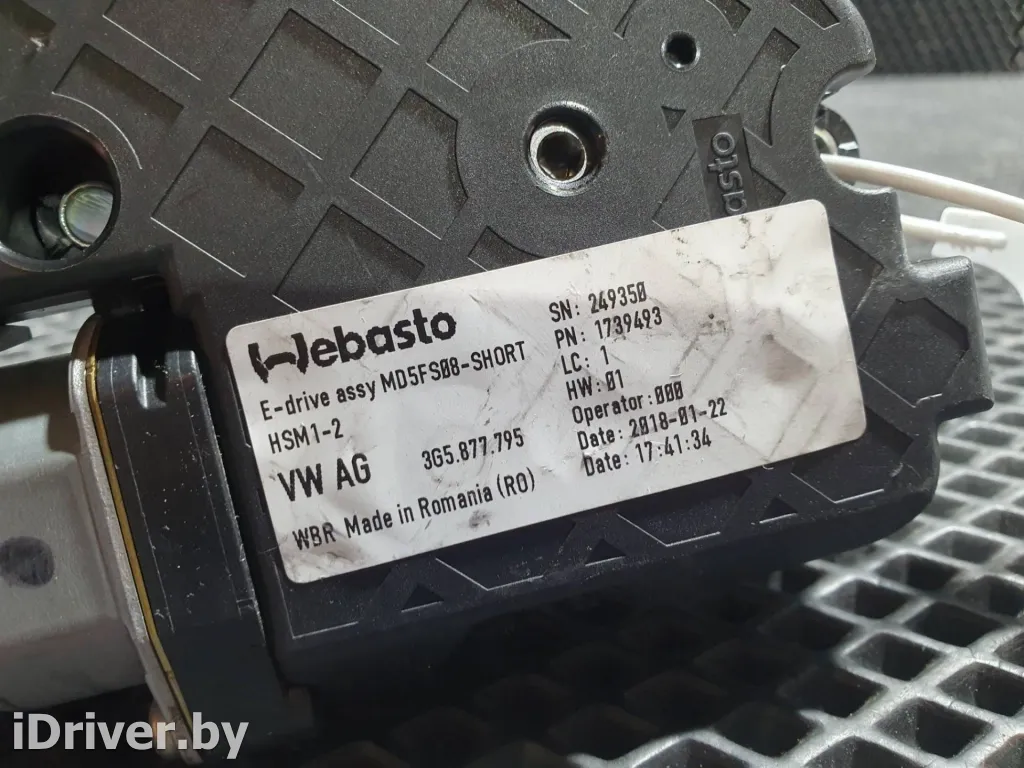 asto
Webasto
E-drive assy MD5FS08-SHORT
HSM1-2
VW AG 3G5.877.795
WBR Made in Romania (RO)
SN: 249350
PN: 1739493
LC: 1
HW: 01
Operator: 000
Date: 2018-01-22
Date: 17:41:34
iDriver.by